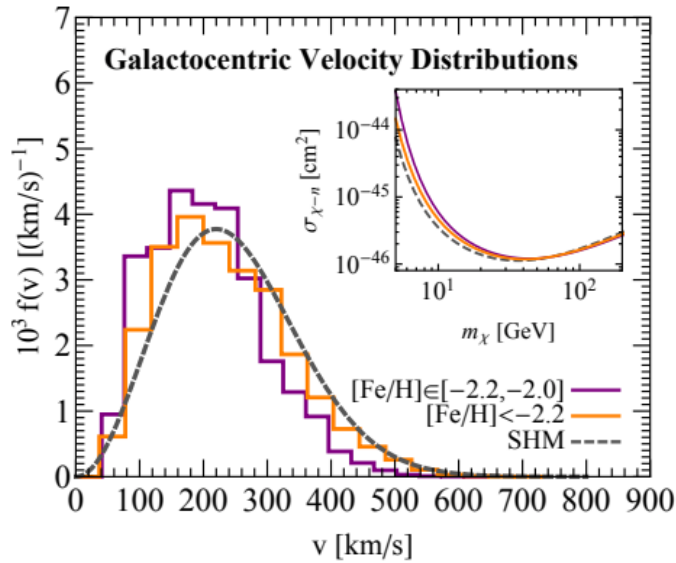 Galactocentric Velocity Distributions
7
6
5
4
3
2
1
0
10³ f(v) [(km/s)⁻¹]
10⁻⁴⁴
10⁻⁴⁵
10⁻⁴⁶
σχ−n [cm²]
10¹ 10²
mχ [GeV]
[Fe/H]∈[−2.2,−2.0]
[Fe/H]<−2.2
SHM
0 100 200 300 400 500 600 700 800 900
v [km/s]